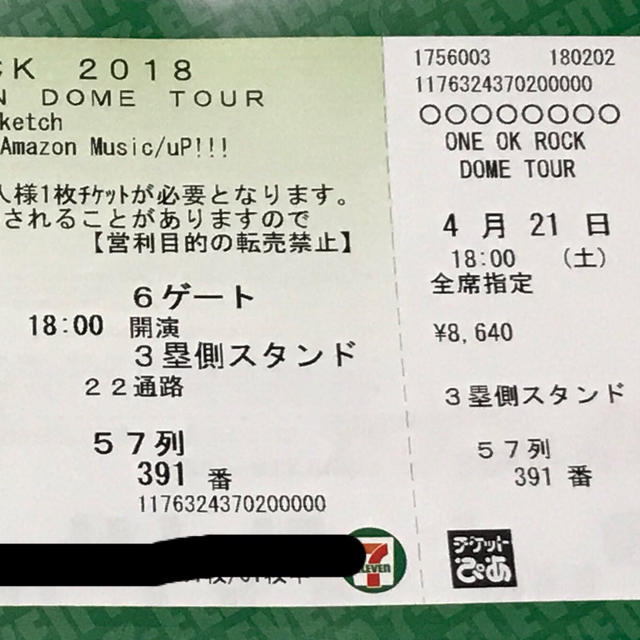 CK 2018
N DOME TOUR
ketch
Amazon Music/uP!!!
人様1枚ﾁｹｯﾄが必要となります。
されることがありますので
【営利目的の転売禁止】
6ゲート
18:00 開演
3塁側スタンド
22通路
57列
391 番
1176324370200000
7
ELEVEN
1756003 180202
1176324370200000
○○○○○○○○
ONE OK ROCK
DOME TOUR
4 月 21 日
18:00 (土)
全席指定
¥8,640
3塁側スタンド
57列
391 番
チケット
ぴあ